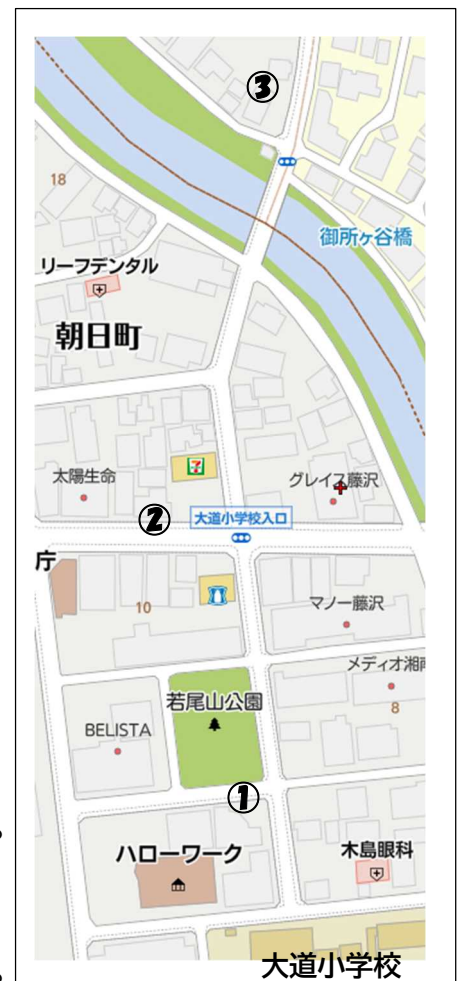 ③
18
御所ヶ谷橋
リーフデンタル
朝日町
7
太陽生命
グレイス藤沢
②
大道小学校入口
庁
10
マノー藤沢
メディオ湘南
若尾山公園
8
BELISTA
①
ハローワーク
木島眼科
大道小学校